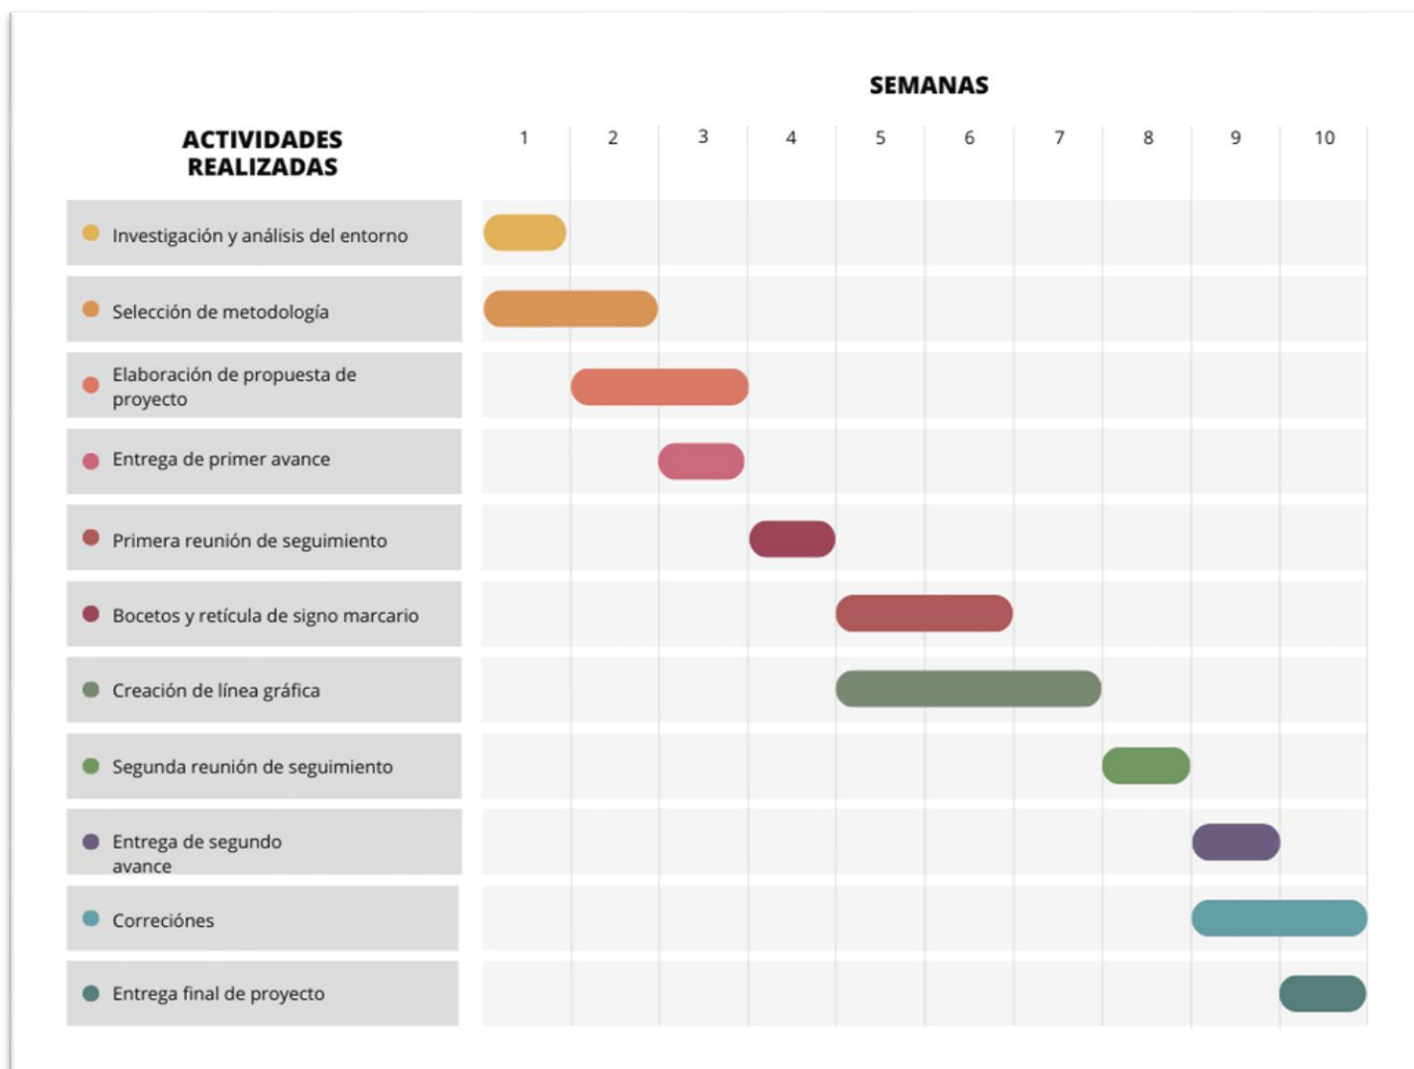 SEMANAS
ACTIVIDADES
REALIZADAS
1 2 3 4 5 6 7 8 9 10
Investigación y análisis del entorno
Selección de metodología
Elaboración de propuesta de
proyecto
Entrega de primer avance
Primera reunión de seguimiento
Bocetos y retícula de signo marcario
Creación de línea gráfica
Segunda reunión de seguimiento
Entrega de segundo
avance
Correciónes
Entrega final de proyecto